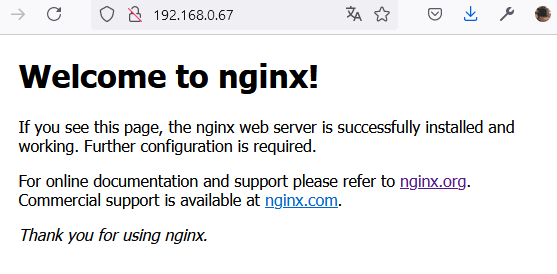 192.168.0.67
Welcome to nginx!
If you see this page, the nginx web server is successfully installed and
working. Further configuration is required.
For online documentation and support please refer to nginx.org.
Commercial support is available at nginx.com.
Thank you for using nginx.